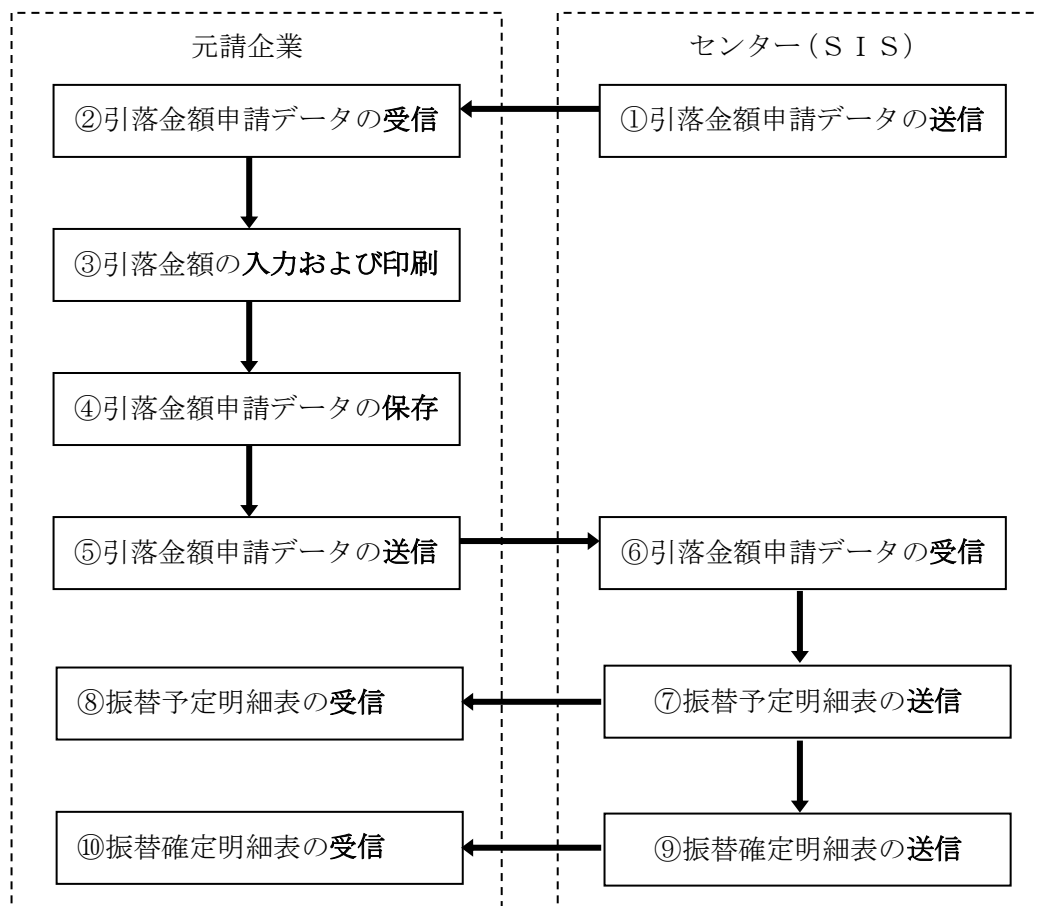 元請企業
センター(ＳＩＳ)
②引落金額申請データの受信
①引落金額申請データの送信
③引落金額の入力および印刷
④引落金額申請データの保存
⑤引落金額申請データの送信
⑥引落金額申請データの受信
⑧振替予定明細表の受信
⑦振替予定明細表の送信
⑩振替確定明細表の受信
⑨振替確定明細表の送信